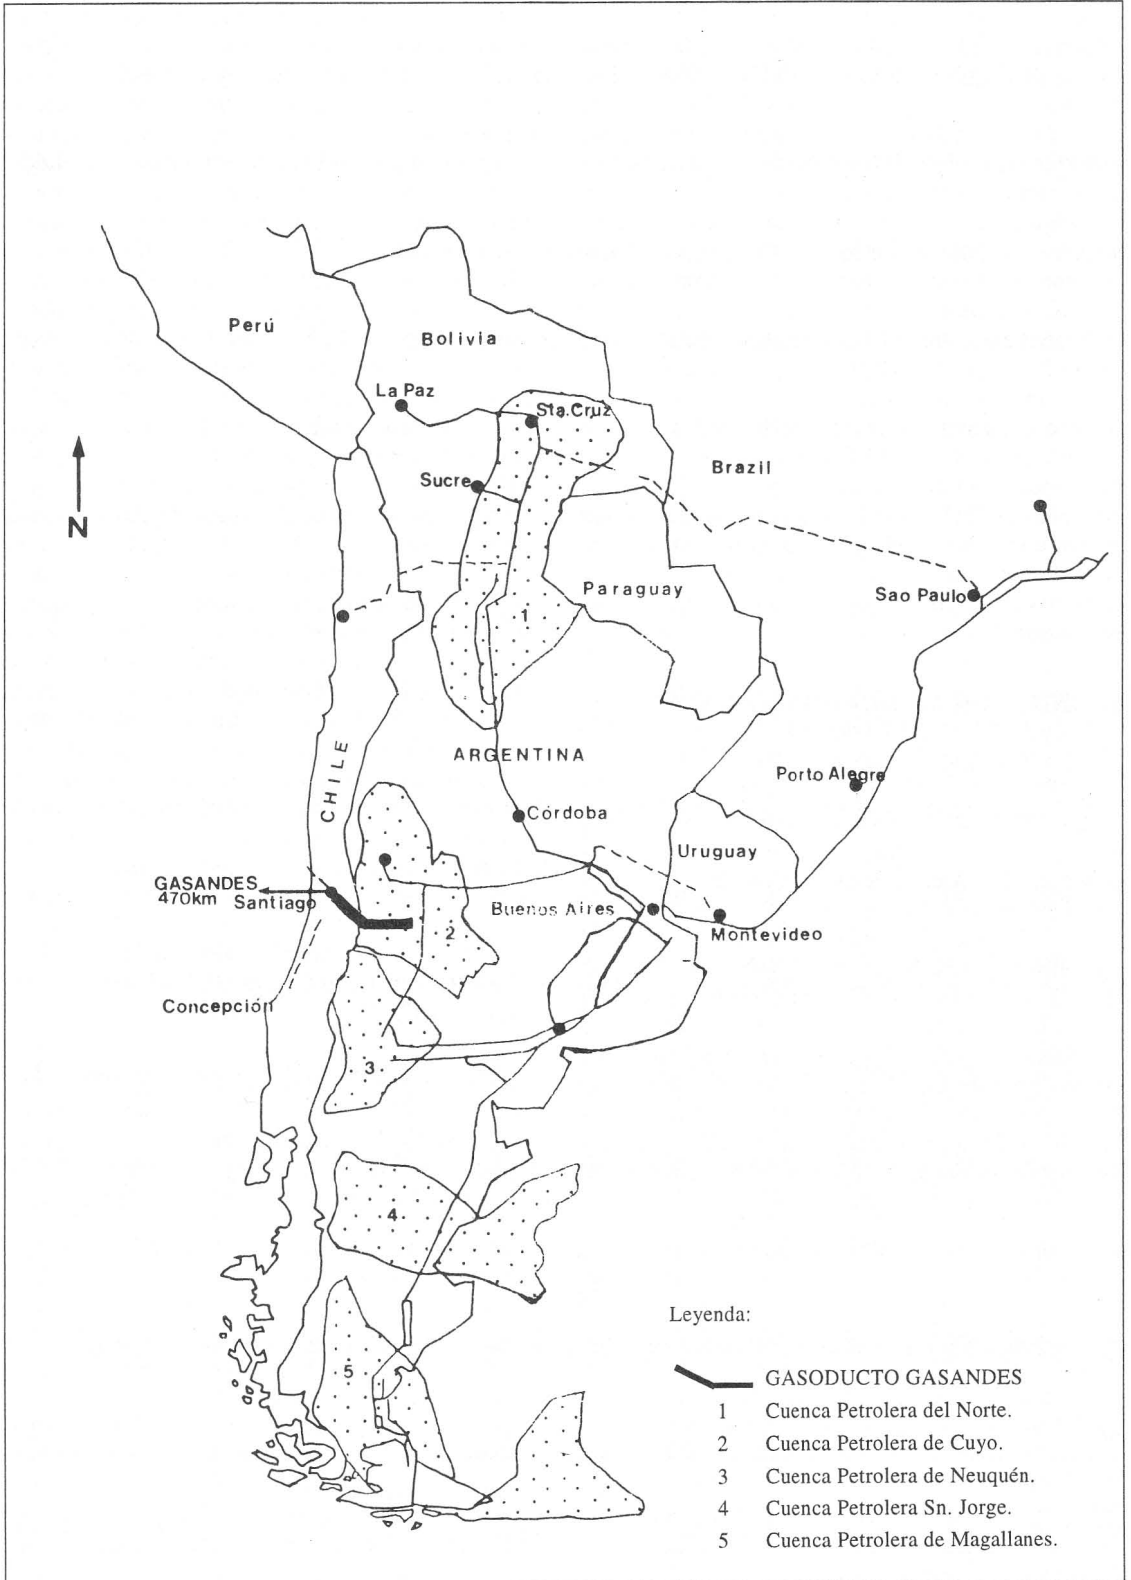 Perú
Bolivia
La Paz
Sta.Cruz
Sucre
Brazil
N
Paraguay
Sao Paulo
1
CHILE
ARGENTINA
Porto Alegre
Córdoba
Uruguay
GASANDES
470km
Santiago
Buenos Aires
2
Montevideo
Concepción
3
4
5
Leyenda:
GASODUCTO GASANDES
1 Cuenca Petrolera del Norte.
2 Cuenca Petrolera de Cuyo.
3 Cuenca Petrolera de Neuquén.
4 Cuenca Petrolera Sn. Jorge.
5 Cuenca Petrolera de Magallanes.